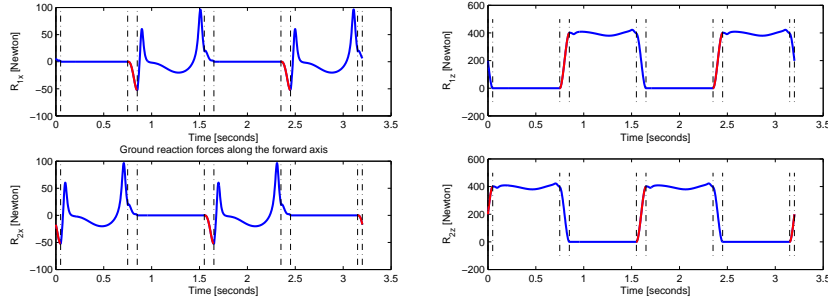 100
50
0
−50
−100
R1x [Newton]
0 0.5 1 1.5 2 2.5 3 3.5
Time [seconds]
600
400
200
0
−200
R1z [Newton]
0 0.5 1 1.5 2 2.5 3 3.5
Time [seconds]
Ground reaction forces along the forward axis
100
50
0
−50
−100
R2x [Newton]
0 0.5 1 1.5 2 2.5 3 3.5
Time [seconds]
600
400
200
0
−200
R2z [Newton]
0 0.5 1 1.5 2 2.5 3 3.5
Time [seconds]